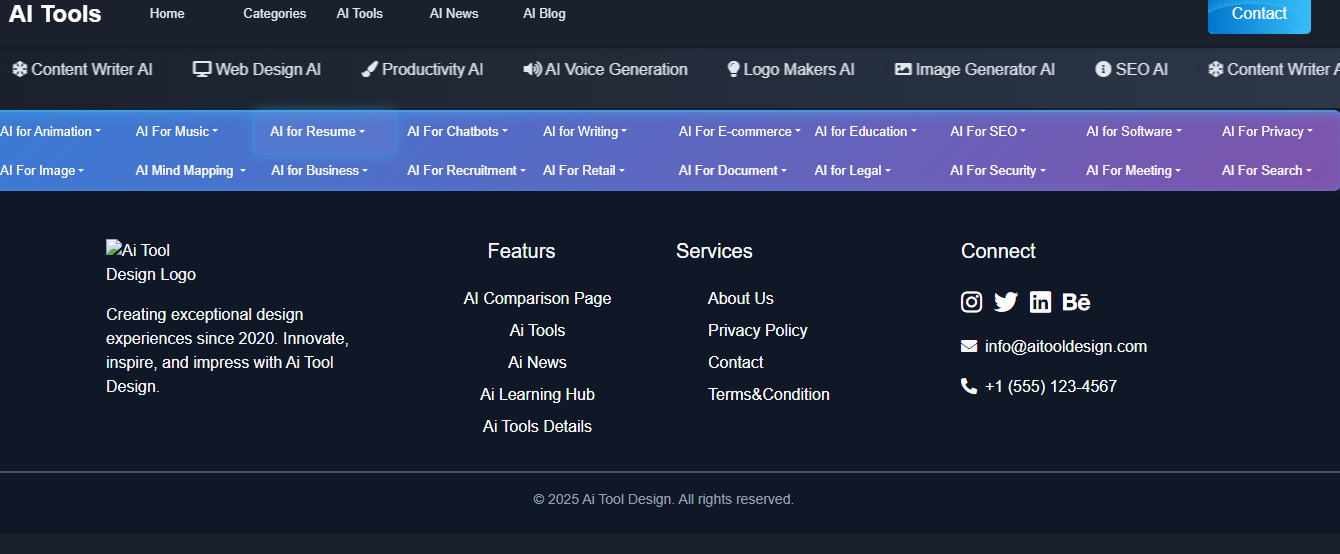 AI Tools Home Categories AI Tools AI News AI Blog Contact
Content Writer AI Web Design AI Productivity AI AI Voice Generation Logo Makers AI Image Generator AI SEO AI Content Writer A
AI for Animation AI For Music AI for Resume AI For Chatbots AI for Writing AI For E-commerce AI for Education AI For SEO AI for Software AI For Privacy
AI For Image AI Mind Mapping AI for Business AI For Recruitment AI For Retail AI For Document AI for Legal AI For Security AI For Meeting AI For Search
Ai Tool
Design Logo
Creating exceptional design
experiences since 2020. Innovate,
inspire, and impress with Ai Tool
Design.
Featurs
AI Comparison Page
Ai Tools
Ai News
Ai Learning Hub
Ai Tools Details
Services
About Us
Privacy Policy
Contact
Terms&Condition
Connect
info@aitooldesign.com
+1 (555) 123-4567
© 2025 Ai Tool Design. All rights reserved.